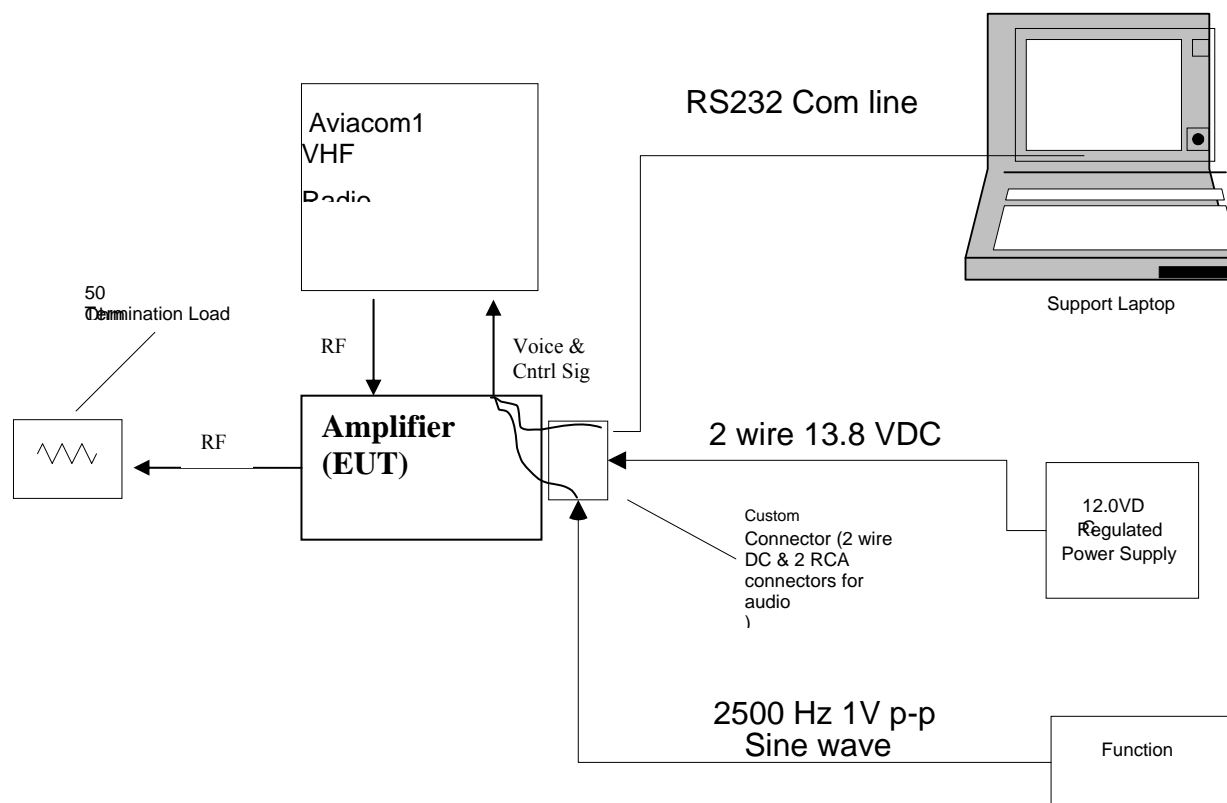 RS232 Com line
Aviacom1
VHF
Radio
Support Laptop
50
Termination Load
RF
Voice &
Cntrl Sig
Amplifier
(EUT)
RF
2 wire 13.8 VDC
Custom
Connector (2 wire
DC & 2 RCA
connectors for
audio
)
12.0VD
C
Regulated
Power Supply
2500 Hz 1V p-p
Sine wave
Function